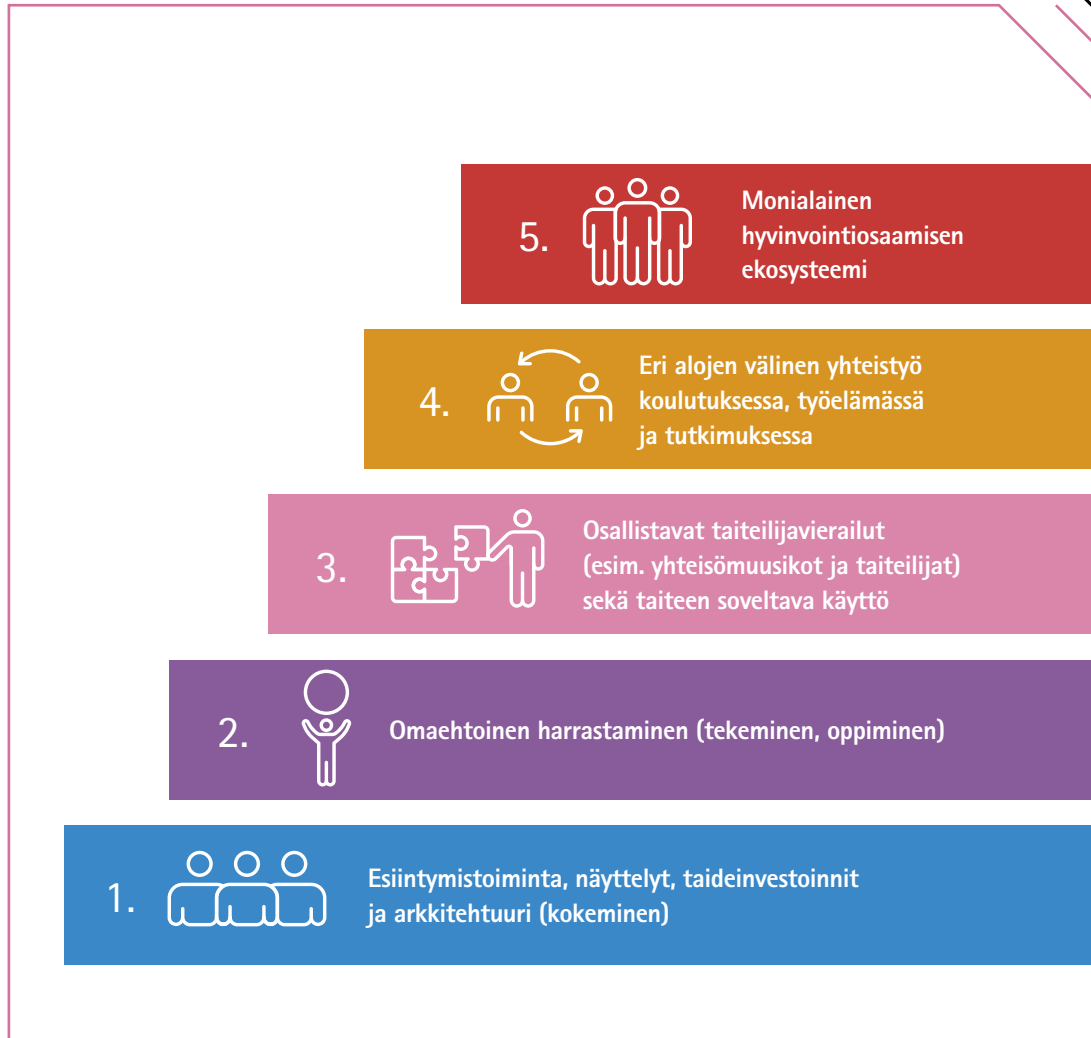 5.
Monialainen
hyvinvointiosaamisen
ekosysteemi
4.
Eri alojen välinen yhteistyö
koulutuksessa, työelämässä
ja tutkimuksessa
3.
Osallistavat taiteilijavierailut
(esim. yhteisömuusikot ja taiteilijat)
sekä taiteen soveltava käyttö
2.
Omaehtoinen harrastaminen (tekeminen, oppiminen)
1.
Esiintymistoiminta, näyttelyt, taideinvestoinnit
ja arkkitehtuuri (kokeminen)